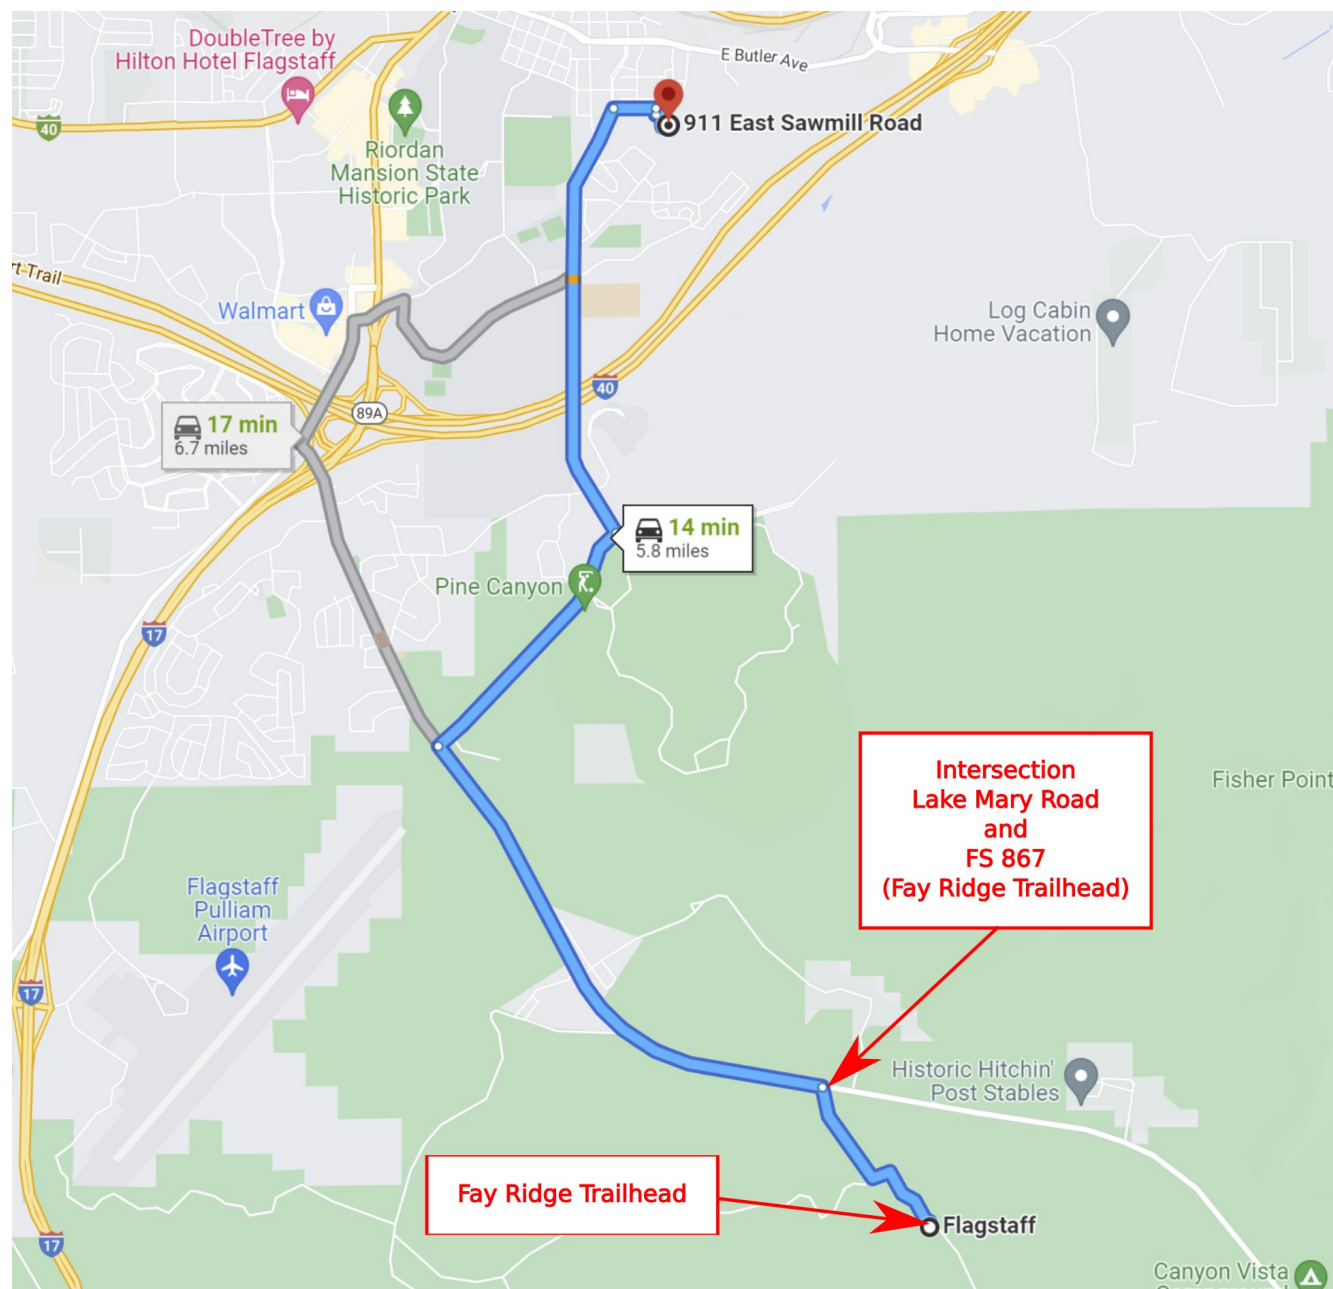 DoubleTree by
Hilton Hotel Flagstaff
E Butler Ave
40
911 East Sawmill Road
Riordan
Mansion State
Historic Park
rt Trail
Walmart
Log Cabin
Home Vacation
40
89A
17 min
6.7 miles
14 min
5.8 miles
Pine Canyon
17
Intersection
Lake Mary Road
and
FS 867
(Fay Ridge Trailhead)
Fisher Point
Flagstaff
Pulliam
Airport
17
Historic Hitchin'
Post Stables
Fay Ridge Trailhead
Flagstaff
17
Canyon Vista